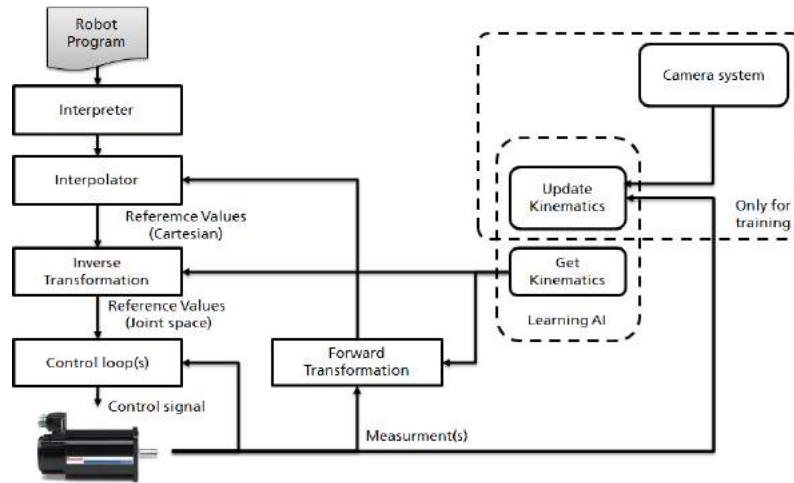 Robot
Program
Interpreter
Interpolator
Reference Values
(Cartesian)
Inverse
Transformation
Reference Values
(Joint space)
Control loop(s)
Control signal
Forward
Transformation
Measurment(s)
Camera system
Update
Kinematics
Only for
training
Get
Kinematics
Learning AI